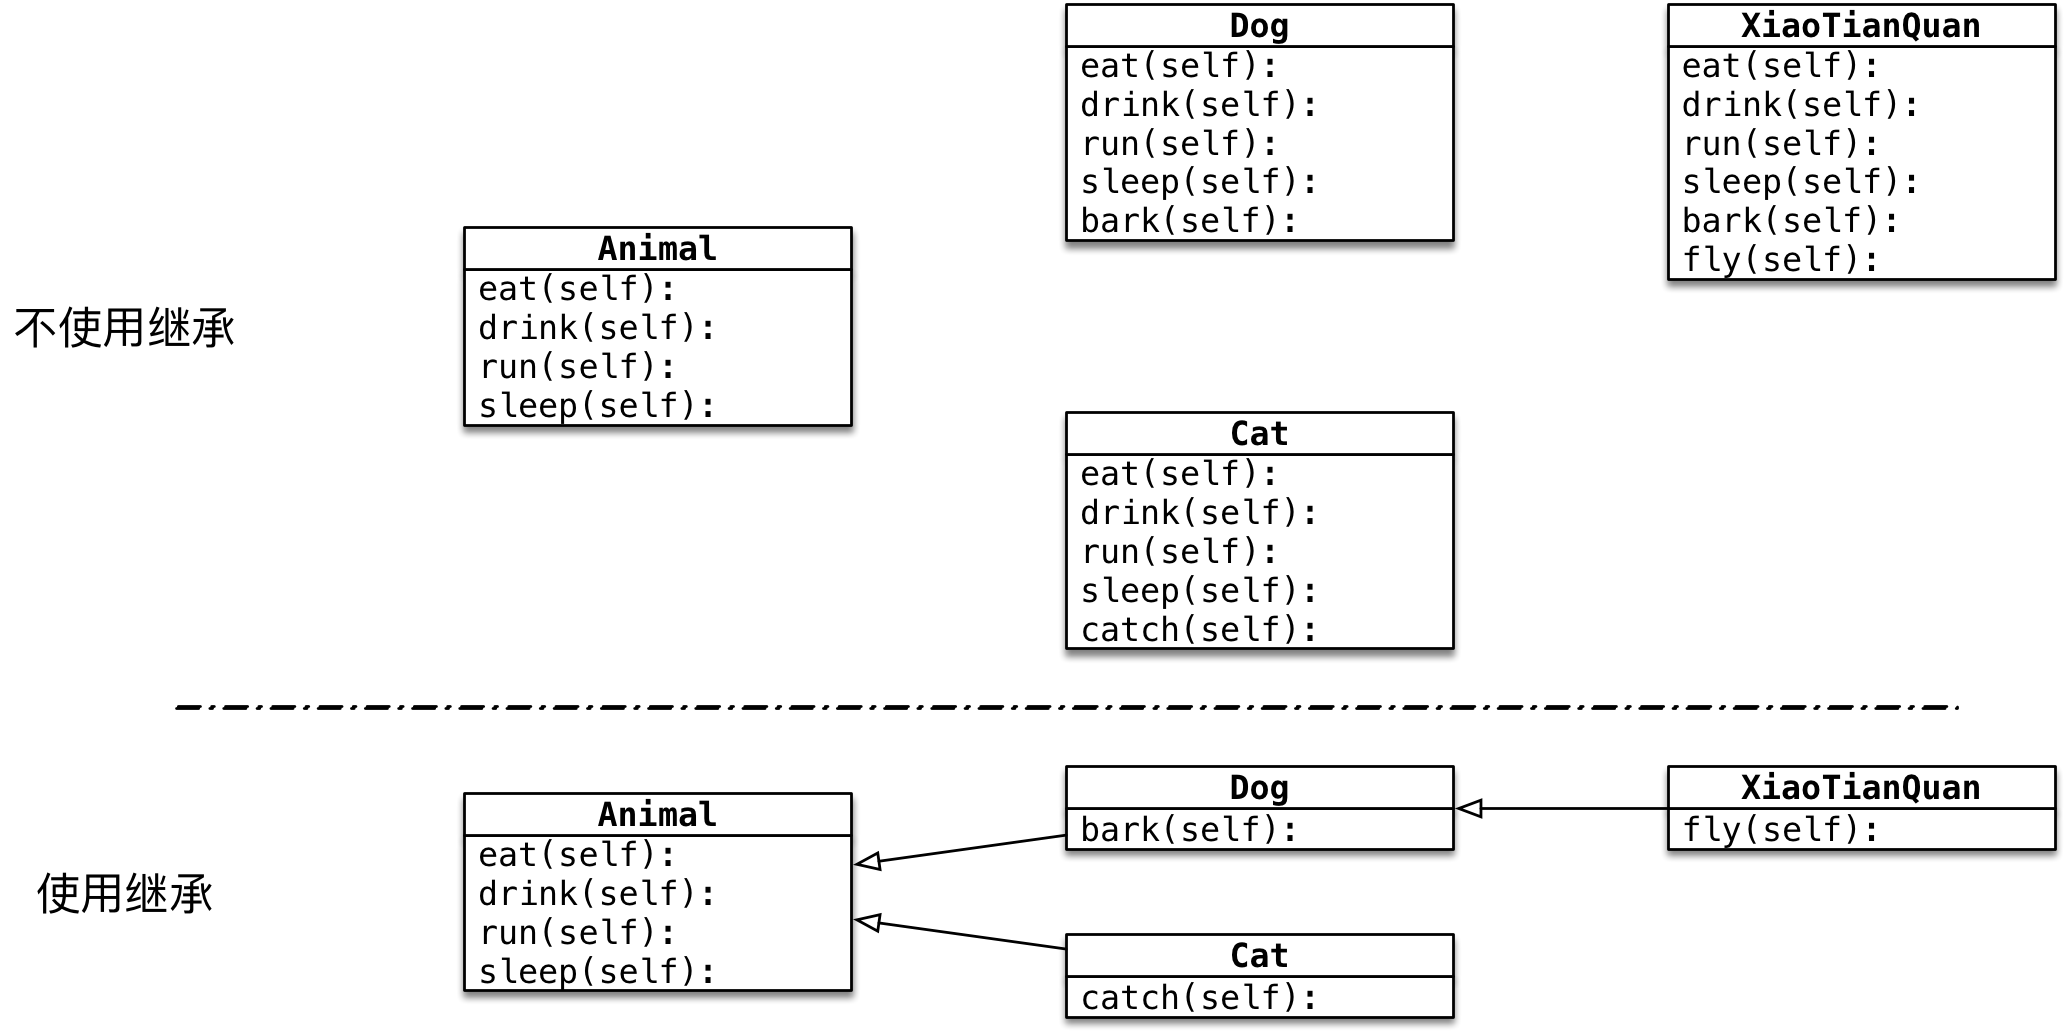 不使用继承
Animal
eat(self):
drink(self):
run(self):
sleep(self):
Dog
eat(self):
drink(self):
run(self):
sleep(self):
bark(self):
XiaoTianQuan
eat(self):
drink(self):
run(self):
sleep(self):
bark(self):
fly(self):
Cat
eat(self):
drink(self):
run(self):
sleep(self):
catch(self):
使用继承
Animal
eat(self):
drink(self):
run(self):
sleep(self):
Dog
bark(self):
XiaoTianQuan
fly(self):
Cat
catch(self):